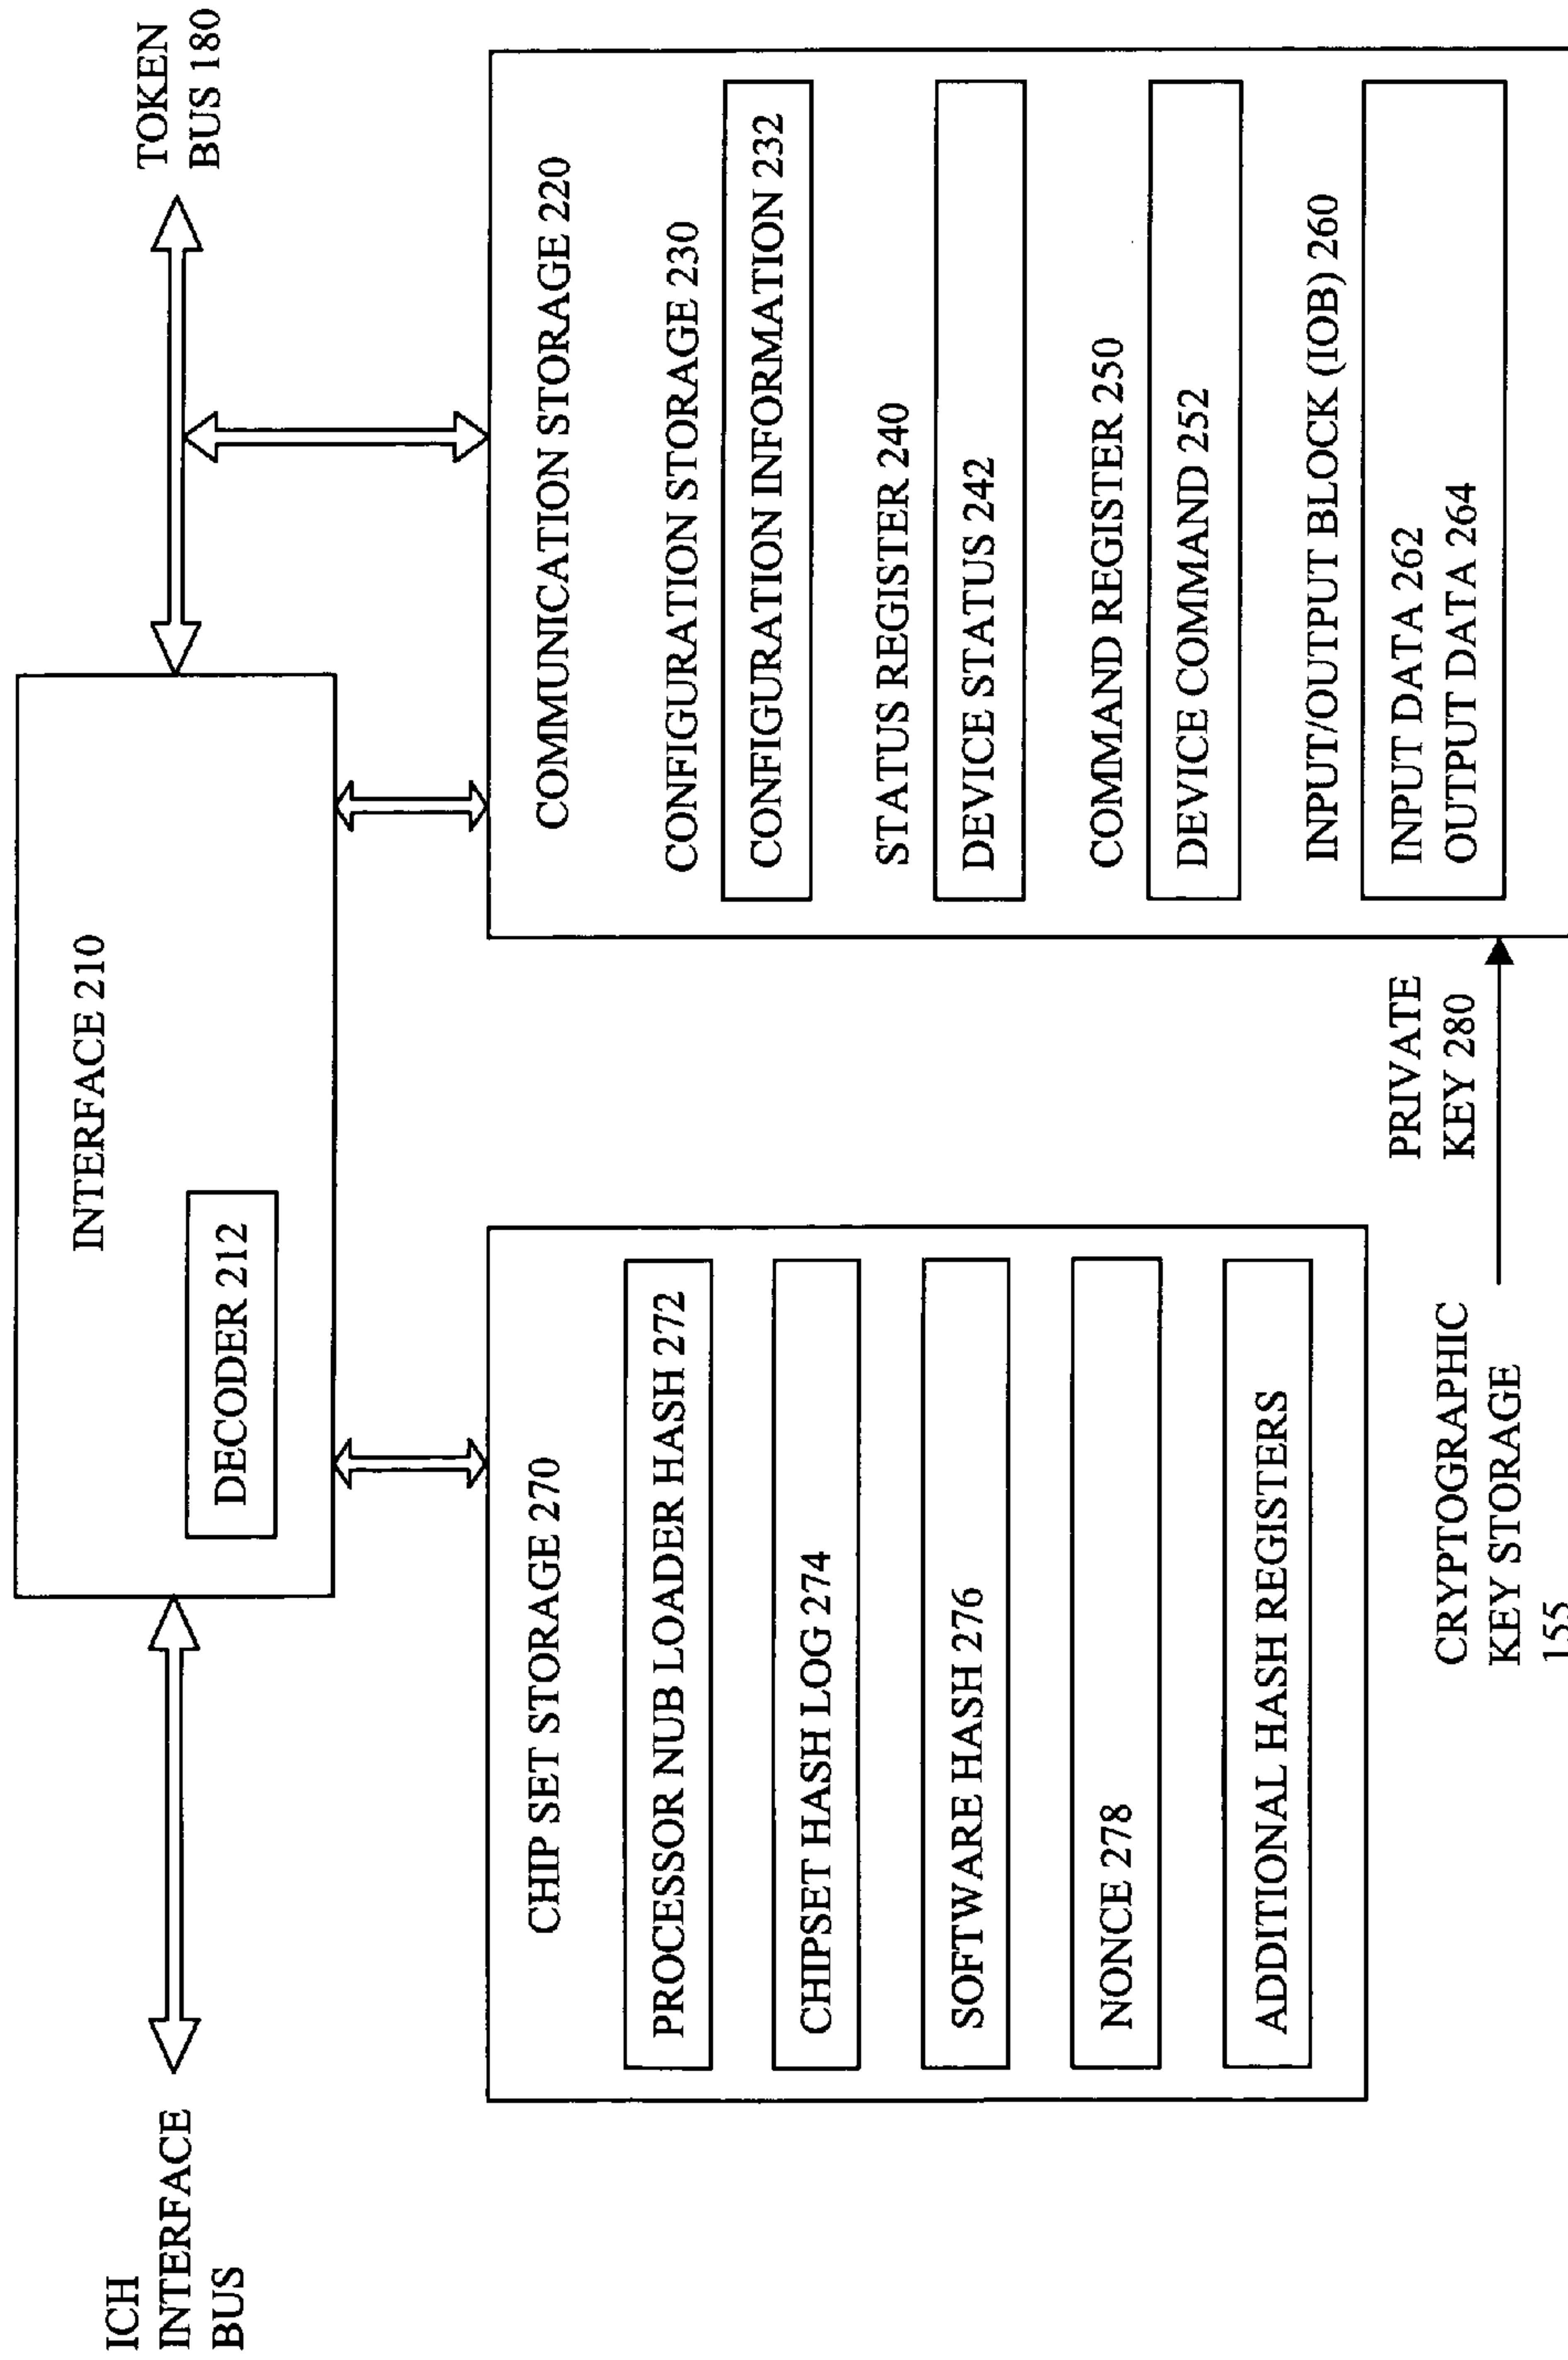 ICH
INTERFACE
BUS
INTERFACE 210
DECODER 212
TOKEN
BUS 180
CHIP SET STORAGE 270
PROCESSOR NUB LOADER HASH 272
CHIPSET HASH LOG 274
SOFTWARE HASH 276
NONCE 278
ADDITIONAL HASH REGISTERS
COMMUNICATION STORAGE 220
CONFIGURATION STORAGE 230
CONFIGURATION INFORMATION 232
STATUS REGISTER 240
DEVICE STATUS 242
COMMAND REGISTER 250
DEVICE COMMAND 252
INPUT/OUTPUT BLOCK (IOB) 260
INPUT DATA 262
OUTPUT DATA 264
PRIVATE
KEY 280
CRYPTOGRAPHIC
KEY STORAGE
155